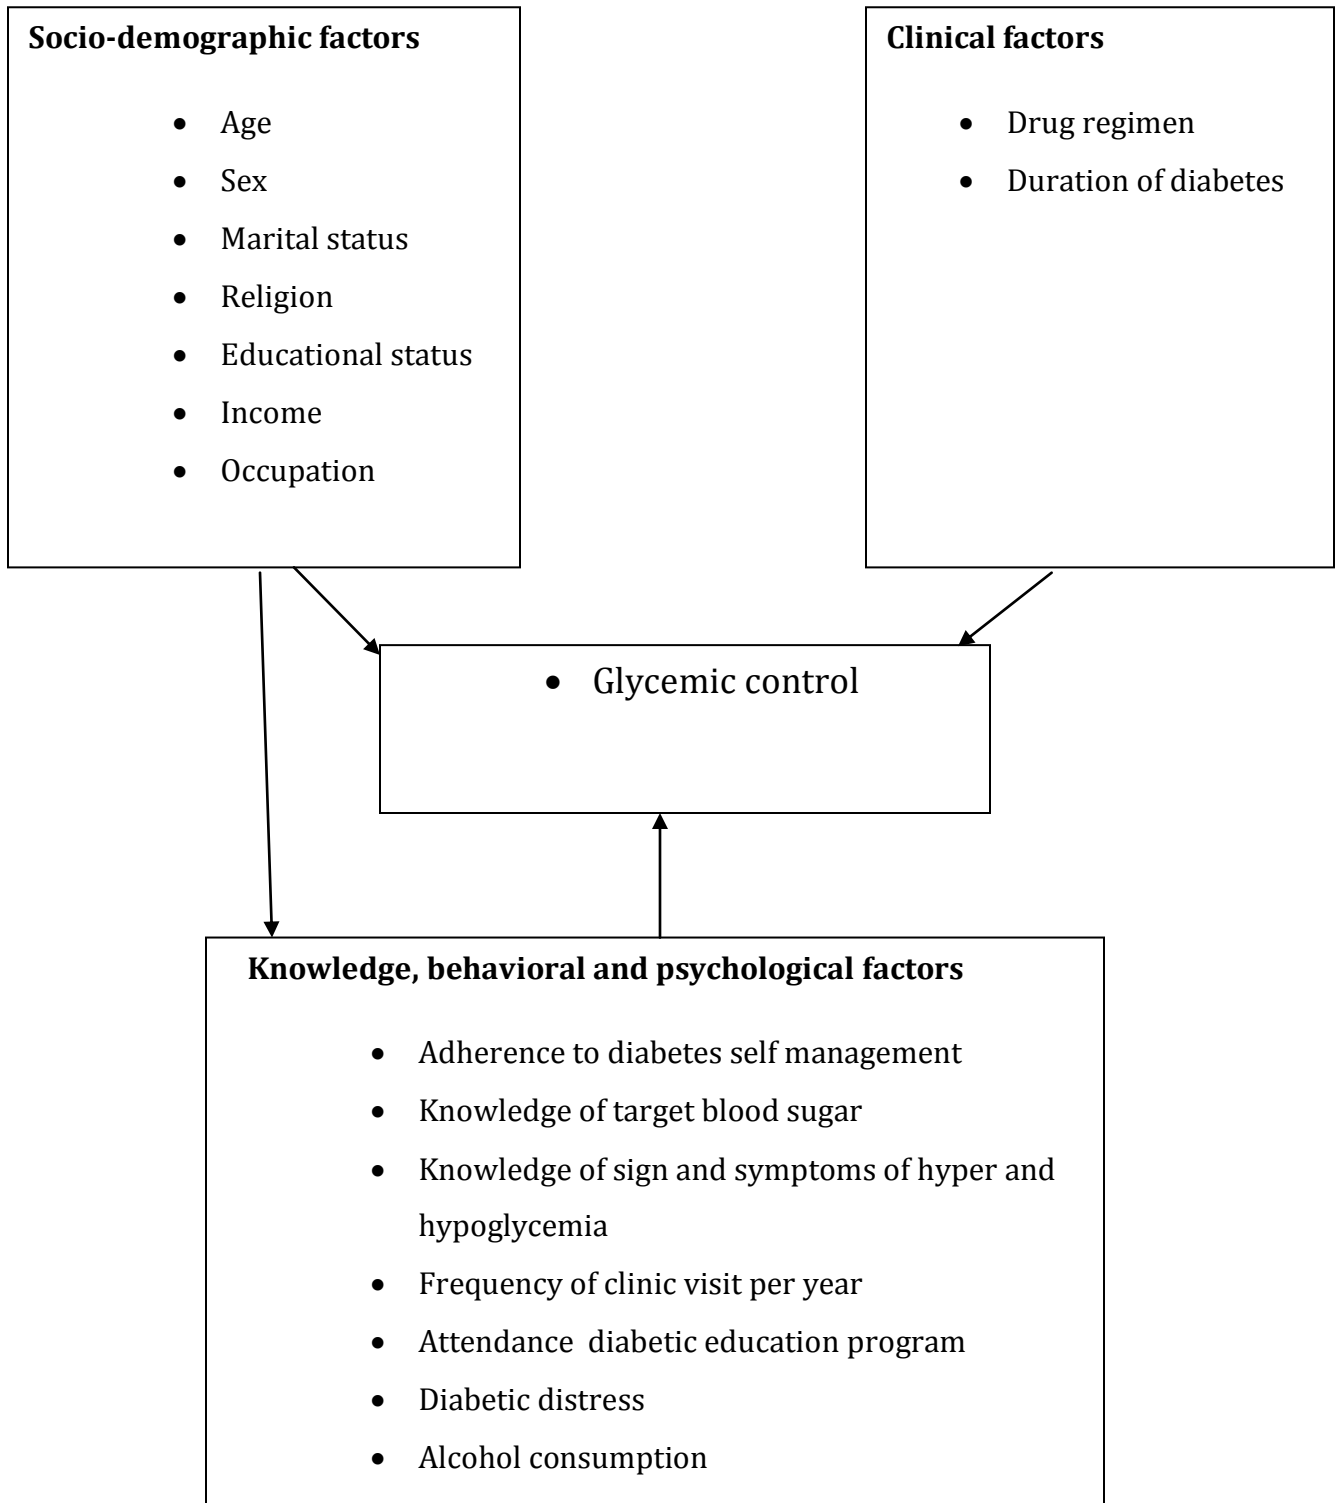 Socio-demographic factors
• Age
• Sex
• Marital status
• Religion
• Educational status
• Income
• Occupation
Clinical factors
• Drug regimen
• Duration of diabetes
• Glycemic control
Knowledge, behavioral and psychological factors
• Adherence to diabetes self management
• Knowledge of target blood sugar
• Knowledge of sign and symptoms of hyper and
hypoglycemia
• Frequency of clinic visit per year
• Attendance  diabetic education program
• Diabetic distress
• Alcohol consumption